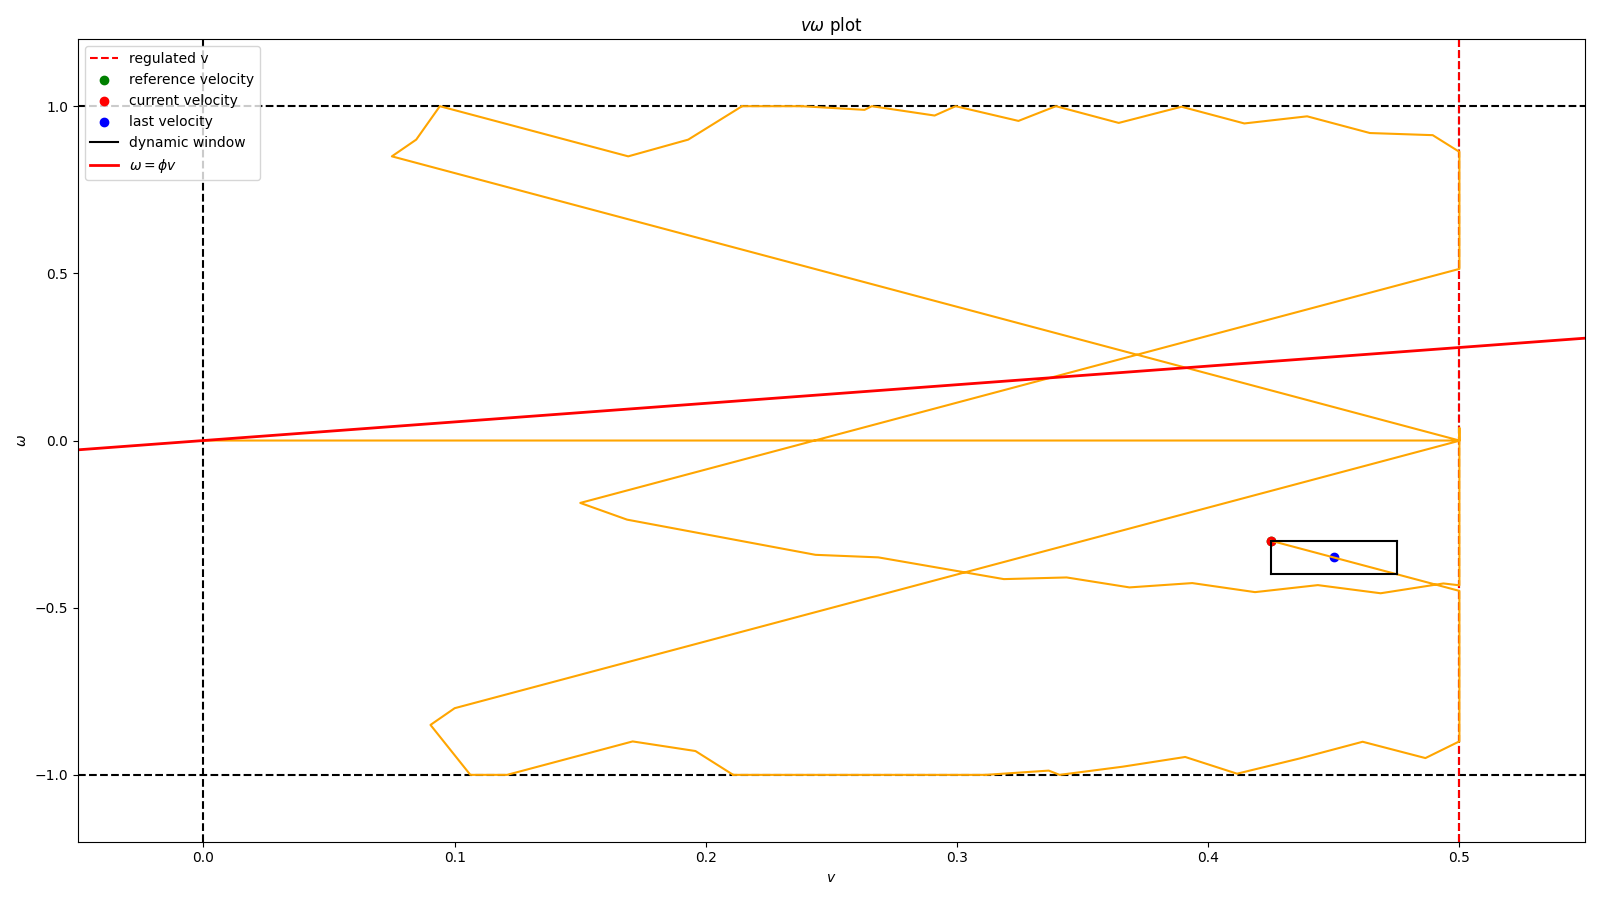 vω plot
regulated v
reference velocity
current velocity
last velocity
dynamic window
ω = ϕv
1.0
0.5
0.0
−0.5
−1.0
ω
0.0 0.1 0.2 0.3 0.4 0.5
v